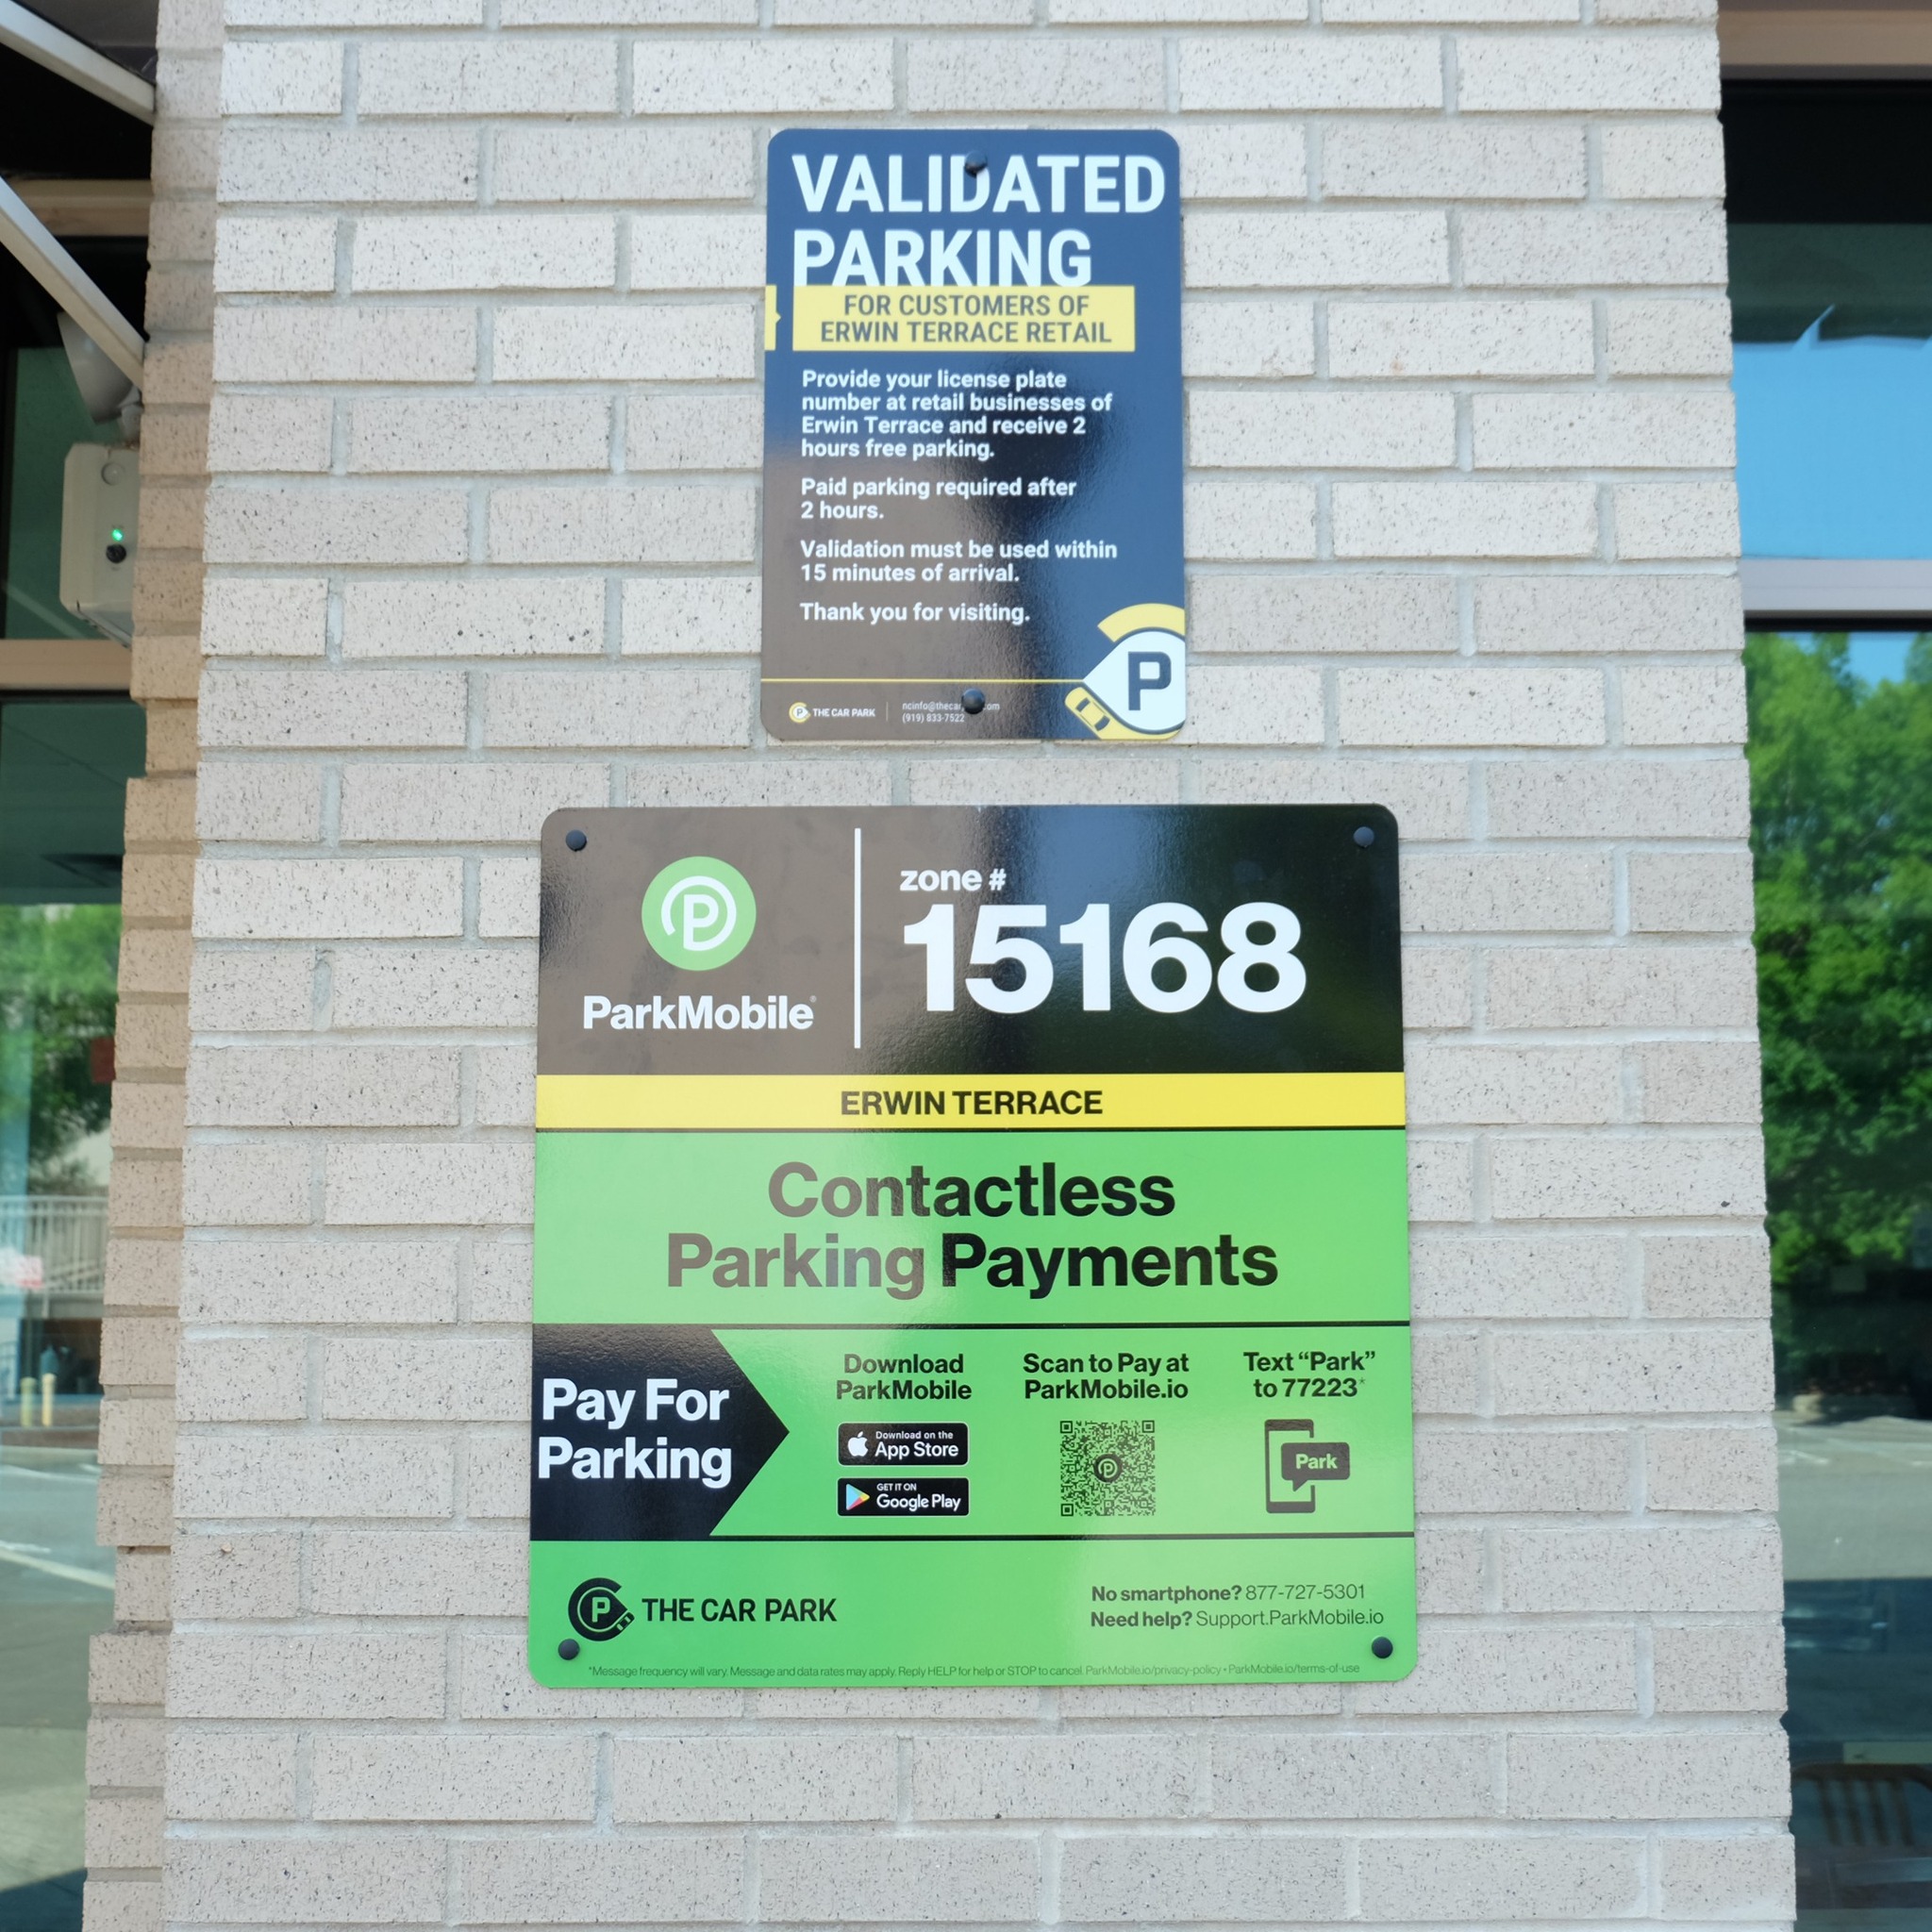 VALIDATED
PARKING
FOR CUSTOMERS OF
ERWIN TERRACE RETAIL
Provide your license plate
number at retail businesses of
Erwin Terrace and receive 2
hours free parking.
Paid parking required after
2 hours.
Validation must be used within
15 minutes of arrival.
Thank you for visiting.
P
P THE CAR PARK
(919) 833-7522
P
ParkMobile
zone #
15168
ERWIN TERRACE
Contactless
Parking Payments
Pay For
Parking
Download
ParkMobile
Download on the
App Store
GET IT ON
Google Play
Scan to Pay at
ParkMobile.io
P
Text “Park”
to 77223*
Park
P THE CAR PARK
No smartphone? 877-727-5301
Need help? Support.ParkMobile.io
*Message frequency will vary. Message and data rates may apply. Reply HELP for help or STOP to cancel. ParkMobile.io/privacy-policy • ParkMobile.io/terms-of-use